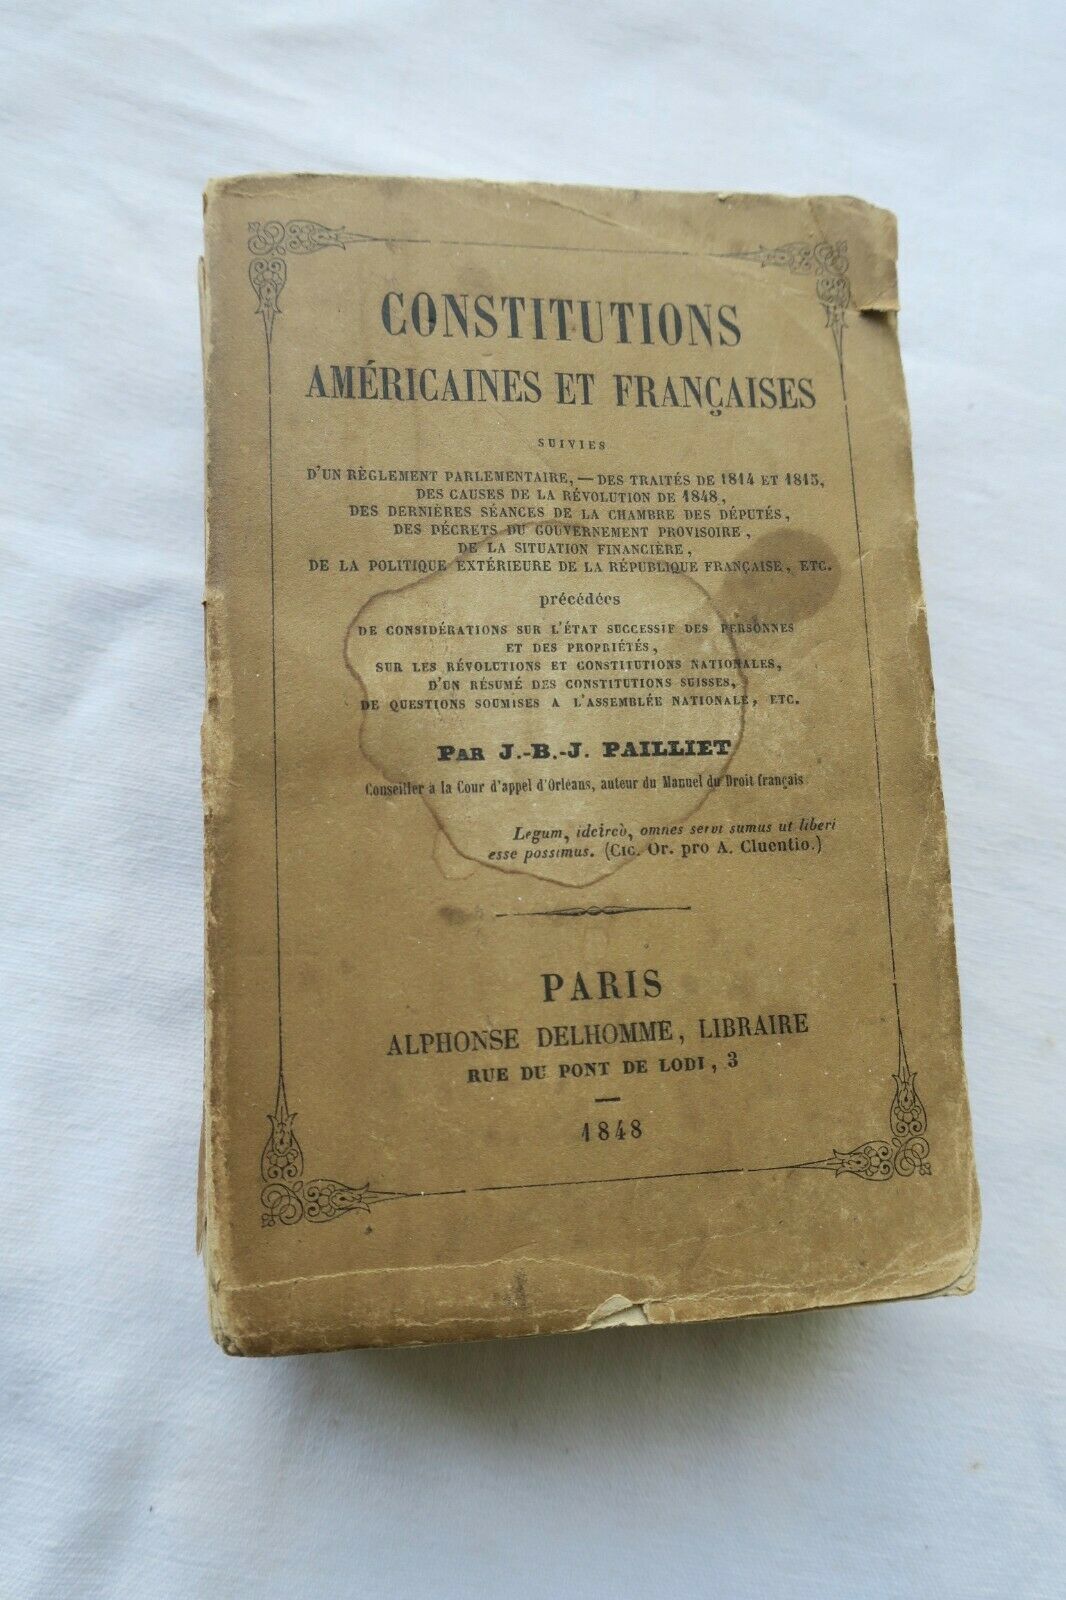 CONSTITUTIONS
AMÉRICAINES ET FRANÇAISES
SUIVIES
D'UN RÈGLEMENT PARLEMENTAIRE, — DES TRAITÉS DE 1814 ET 1815,
DES CAUSES DE LA RÉVOLUTION DE 1848,
DES DERNIÈRES SÉANCES DE LA CHAMBRE DES DÉPUTÉS,
DES DÉCRETS DU GOUVERNEMENT PROVISOIRE,
DE LA SITUATION FINANCIÈRE,
DE LA POLITIQUE EXTÉRIEURE DE LA RÉPUBLIQUE FRANÇAISE, ETC.
précédées
DE CONSIDÉRATIONS SUR L'ÉTAT SUCCESSIF DES PERSONNES
ET DES PROPRIÉTÉS,
SUR LES RÉVOLUTIONS ET CONSTITUTIONS NATIONALES,
D'UN RÉSUMÉ DES CONSTITUTIONS SUISSES,
DE QUESTIONS SOUMISES A L'ASSEMBLÉE NATIONALE, ETC.
PAR J.-B.-J. PAILLIET
Conseiller à la Cour d'appel d'Orléans, auteur du Manuel du Droit français
Legum, idcircò, omnes servi sumus ut liberi
esse possimus. (CIC. OR. pro A. Cluentio.)
PARIS
ALPHONSE DELHOMME, LIBRAIRE
RUE DU PONT DE LODI, 3
1848